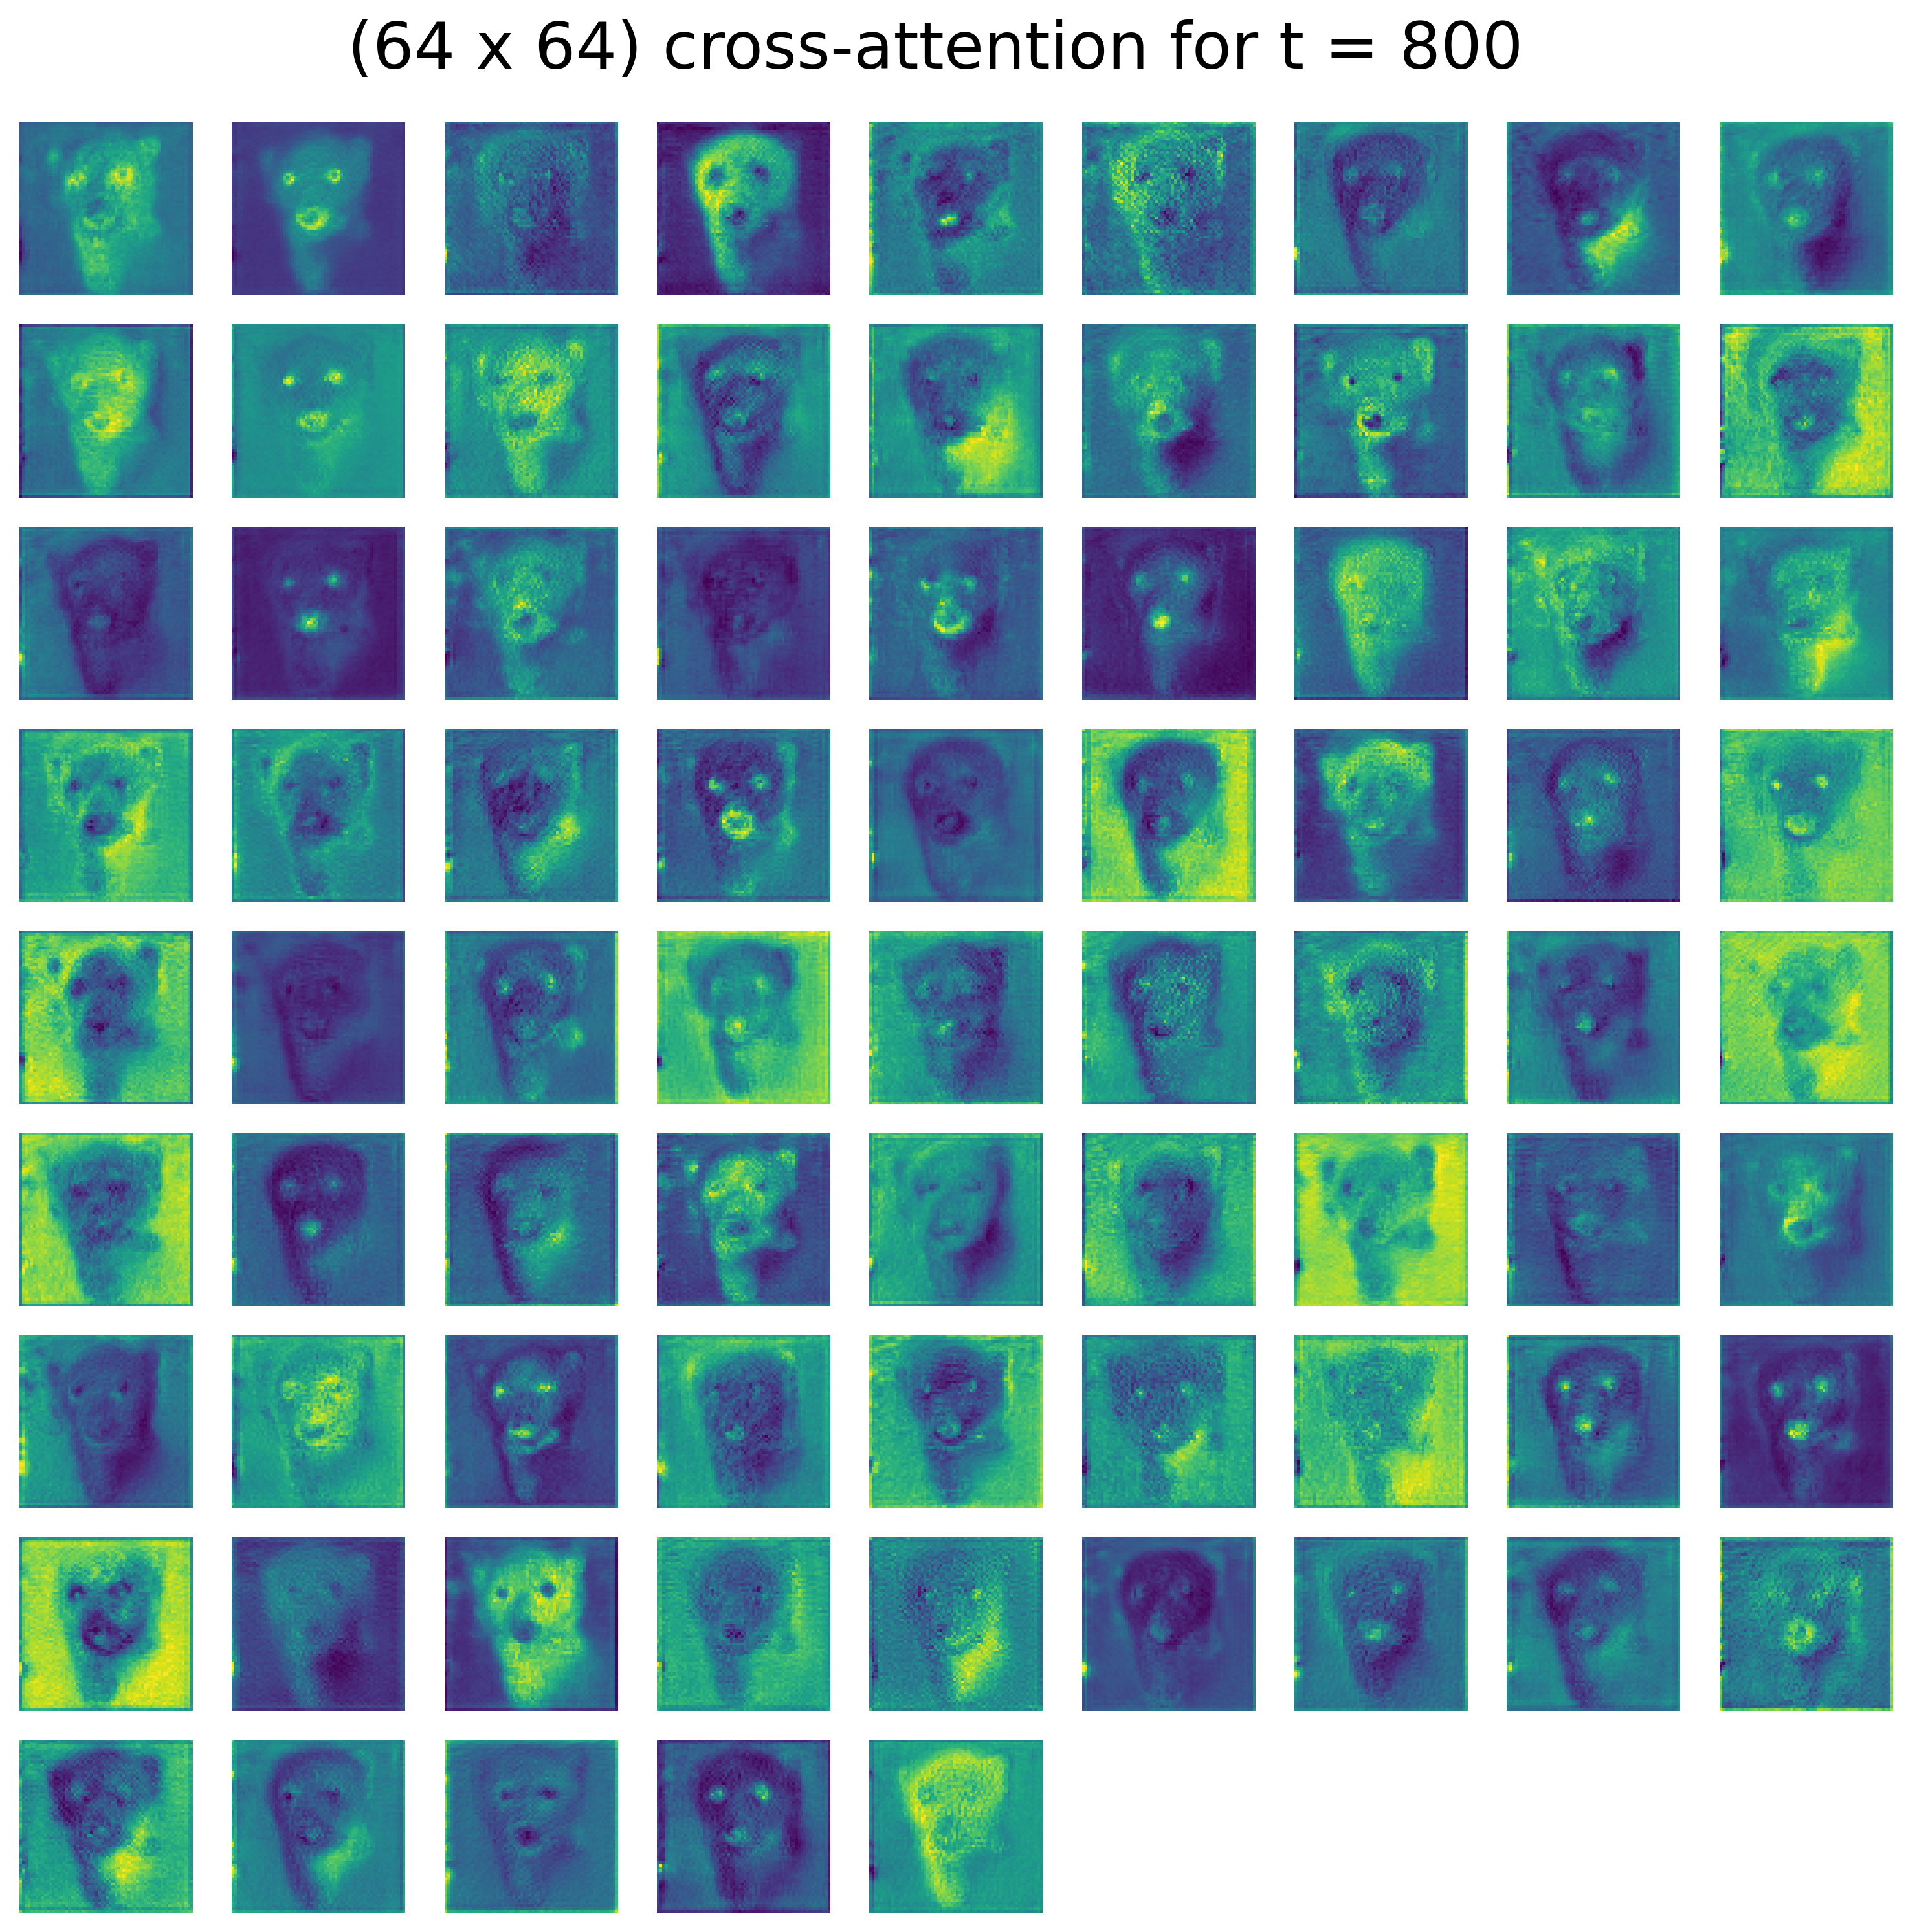 (64 x 64) cross-attention for t = 800